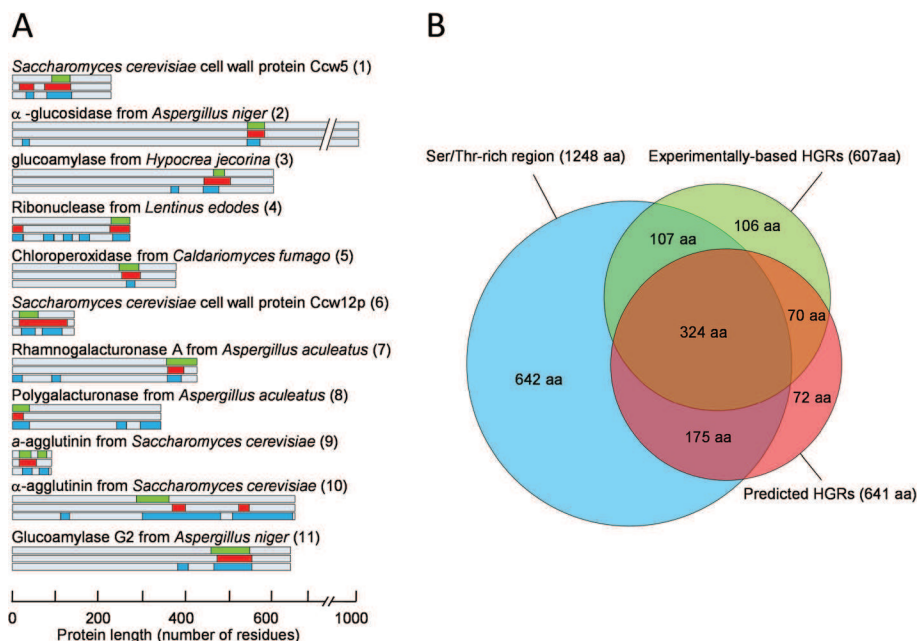 A
Saccharomyces cerevisiae cell wall protein Ccw5 (1)
α -glucosidase from Aspergillus niger (2)
glucoamylase from Hypocrea jecorina (3)
Ribonuclease from Lentinus edodes (4)
Chloroperoxidase from Caldariomyces fumago (5)
Saccharomyces cerevisiae cell wall protein Ccw12p (6)
Rhamnogalacturonase A from Aspergillus aculeatus (7)
Polygalacturonase from Aspergillus aculeatus (8)
a-agglutinin from Saccharomyces cerevisiae (9)
α-agglutinin from Saccharomyces cerevisiae (10)
Glucoamylase G2 from Aspergillus niger (11)
0 200 400 600 1000
Protein length (number of residues)
B
Ser/Thr-rich region (1248 aa)
Experimentally-based HGRs (607aa)
107 aa
106 aa
324 aa
70 aa
642 aa
72 aa
175 aa
Predicted HGRs (641 aa)